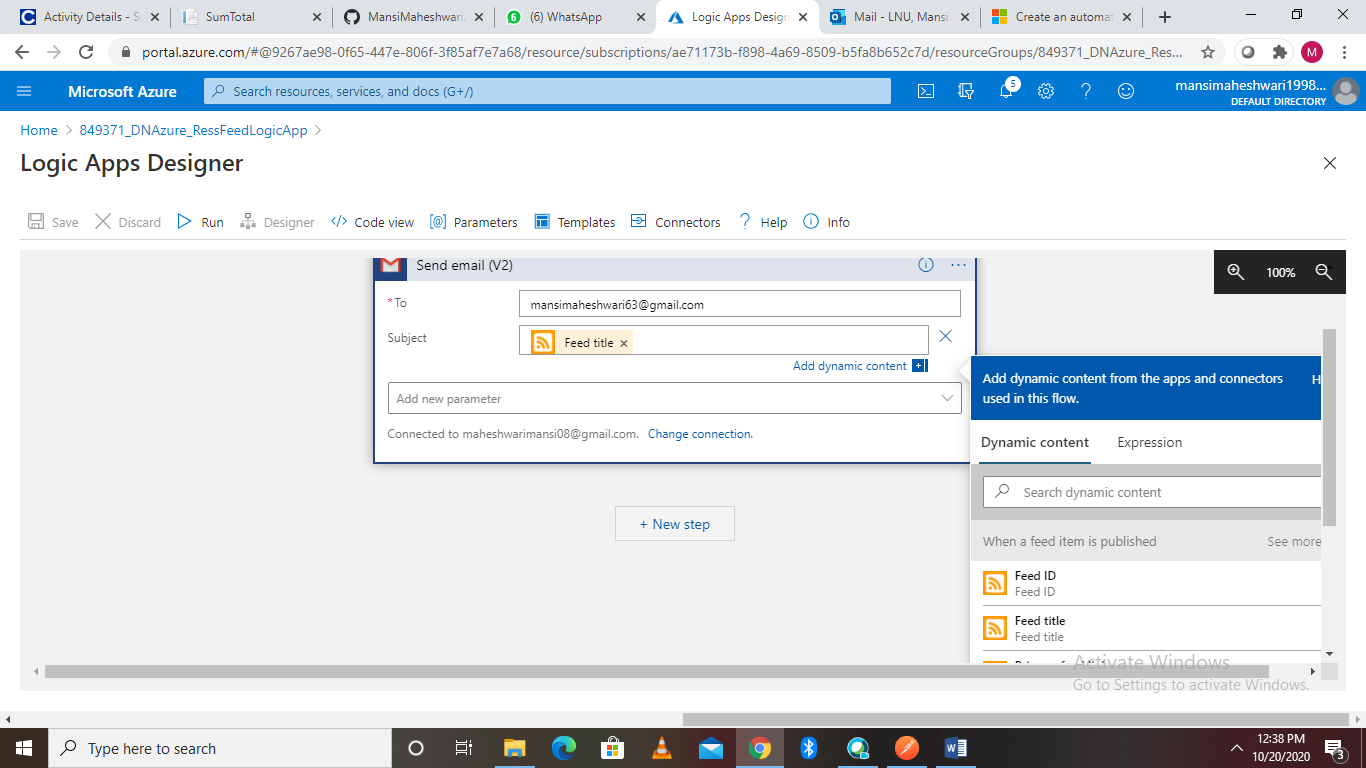 Activity Details - S
SumTotal
MansiMaheshwari
(6) WhatsApp
Logic Apps Design
Mail - LNU, Mansi
Create an automat
portal.azure.com/#@9267ae98-0f65-447e-806f-3f85af7e7a68/resource/subscriptions/ae71173b-f898-4a69-8509-b5fa8b652c7d/resourceGroups/849371_DNAzure_Res...
M
Microsoft Azure
Search resources, services, and docs (G+/)
5
mansimaheshwari1998...
DEFAULT DIRECTORY
Home > 849371_DNAzure_RessFeedLogicApp >
Logic Apps Designer
Save Discard Run Designer Code view Parameters Templates Connectors Help Info
Send email (V2)
100%
* To
mansimaheshwari63@gmail.com
Subject
Feed title ×
Add dynamic content
Add new parameter
Connected to maheshwarimansi08@gmail.com. Change connection.
+ New step
Add dynamic content from the apps and connectors
used in this flow.
H
Dynamic content Expression
Search dynamic content
When a feed item is published See more
Feed ID
Feed ID
Feed title
Feed title
Activate Windows
Go to Settings to activate Windows.
Type here to search
12:38 PM
10/20/2020
3